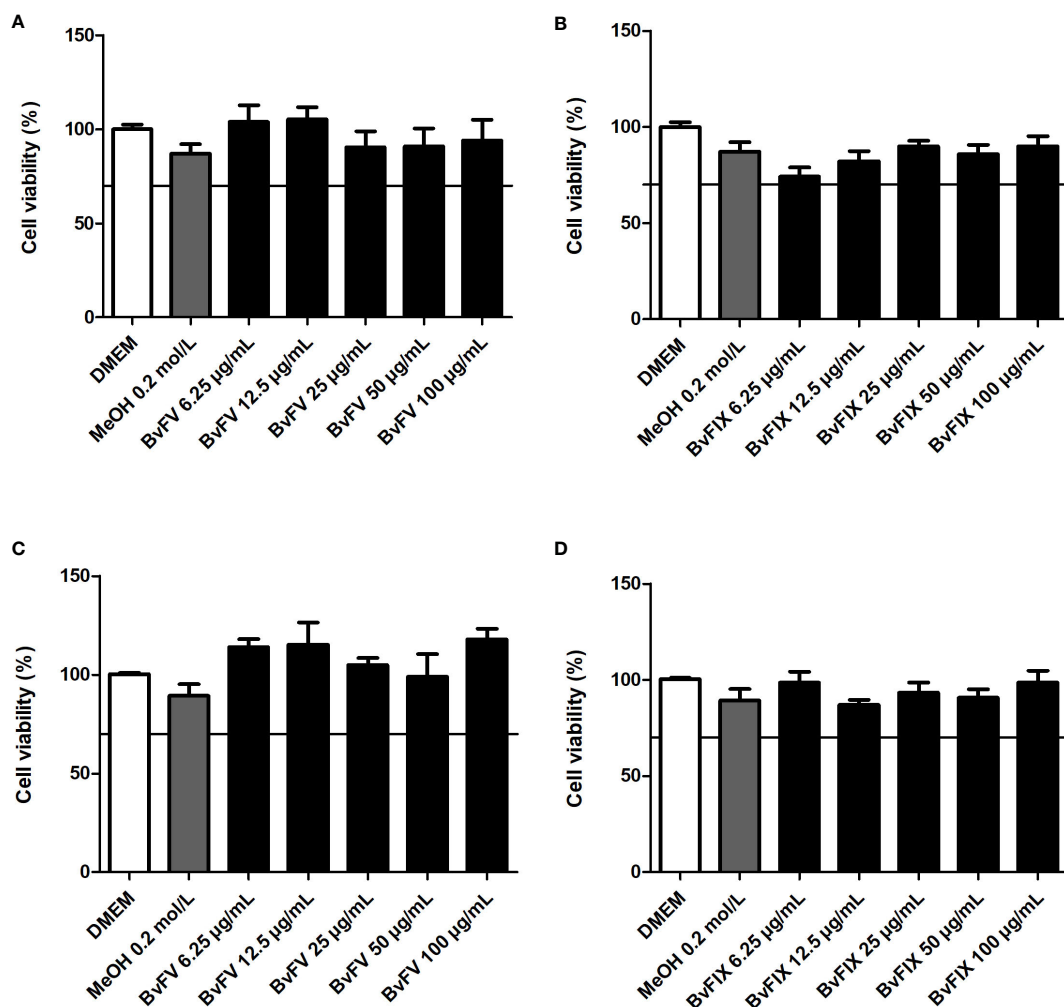 A
Cell viability (%)
150
100
50
0
DMEM
MeOH 0.2 mol/L
BvFV 6.25 µg/mL
BvFV 12.5 µg/mL
BvFV 25 µg/mL
BvFV 50 µg/mL
BvFV 100 µg/mL
B
Cell viability (%)
150
100
50
0
DMEM
MeOH 0.2 mol/L
BvFIX 6.25 µg/mL
BvFIX 12.5 µg/mL
BvFIX 25 µg/mL
BvFIX 50 µg/mL
BvFIX 100 µg/mL
C
Cell viability (%)
150
100
50
0
DMEM
MeOH 0.2 mol/L
BvFV 6.25 µg/mL
BvFV 12.5 µg/mL
BvFV 25 µg/mL
BvFV 50 µg/mL
BvFV 100 µg/mL
D
Cell viability (%)
150
100
50
0
DMEM
MeOH 0.2 mol/L
BvFIX 6.25 µg/mL
BvFIX 12.5 µg/mL
BvFIX 25 µg/mL
BvFIX 50 µg/mL
BvFIX 100 µg/mL